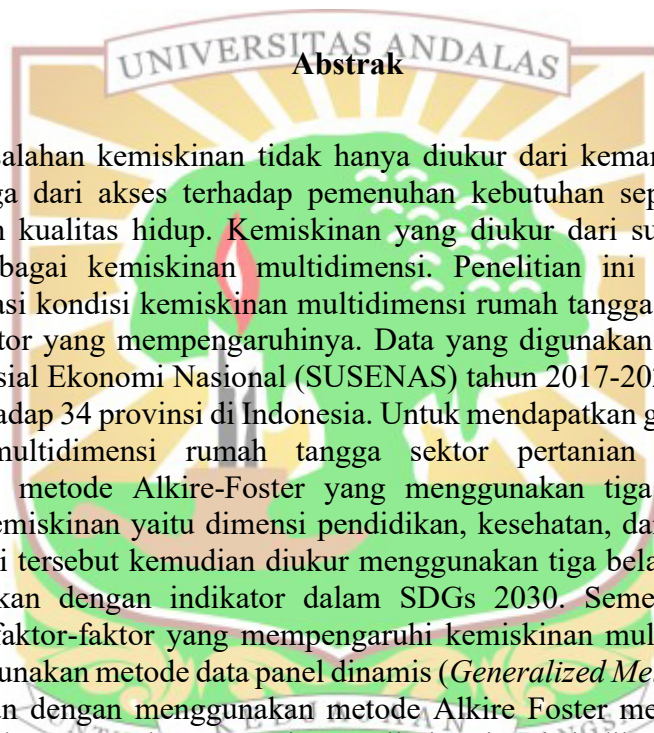 UNIVERSITAS ANDALAS
Abstrak
salahan kemiskinan tidak hanya diukur dari keman
ga dari akses terhadap pemenuhan kebutuhan sep
n kualitas hidup. Kemiskinan yang diukur dari su
bagai kemiskinan multidimensi. Penelitian ini
asi kondisi kemiskinan multidimensi rumah tangga
tor yang mempengaruhinya. Data yang digunakan
sial Ekonomi Nasional (SUSENAS) tahun 2017-202
adap 34 provinsi di Indonesia. Untuk mendapatkan g
multidimensi rumah tangga sektor pertanian
metode Alkire-Foster yang menggunakan tiga
emiskinan yaitu dimensi pendidikan, kesehatan, da
i tersebut kemudian diukur menggunakan tiga bela
kan dengan indikator dalam SDGs 2030. Seme
faktor-faktor yang mempengaruhi kemiskinan mul
unakan metode data panel dinamis (Generalized Me
an dengan menggunakan metode Alkire Foster me